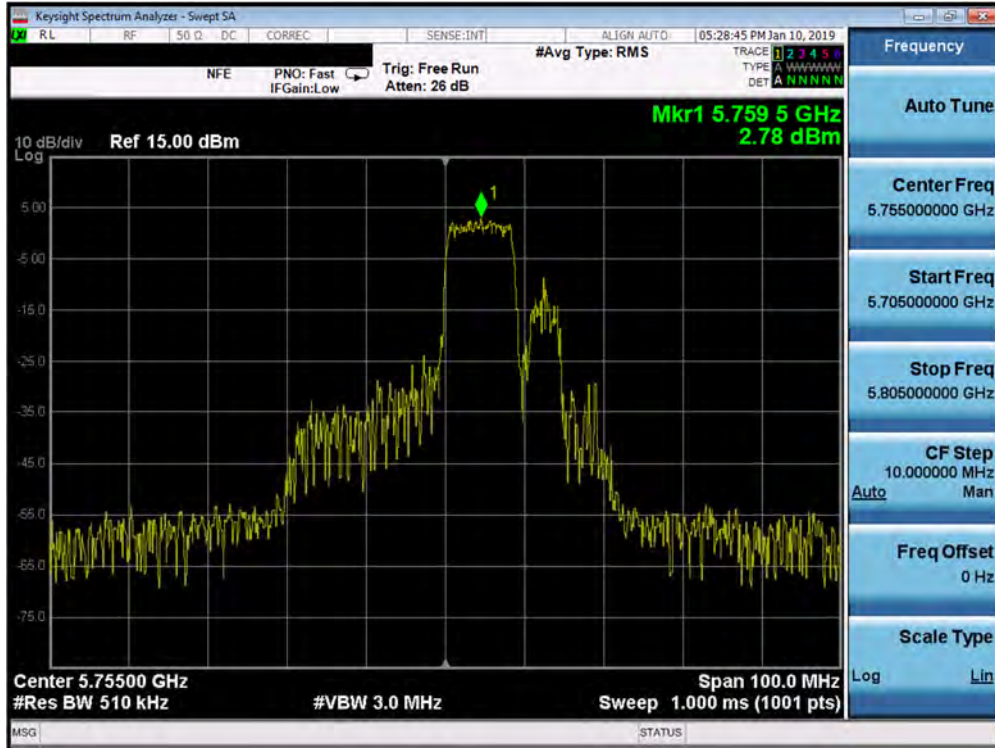 Keysight Spectrum Analyzer - Swept SA
LXI RL RF 50 Ω DC CORREC SENSE:INT ALIGN AUTO 05:28:45 PM Jan 10, 2019
#Avg Type: RMS
TRACE 1 2 3 4 5 6
TYPE A WWWWW
DET A N N N N N
NFE PNO: Fast Trig: Free Run
IFGain:Low Atten: 26 dB
Mkr1 5.759 5 GHz
2.78 dBm
10 dB/div Ref 15.00 dBm
Log
1
5.00
-5.00
-15.0
-25.0
-35.0
-45.0
-55.0
-65.0
-75.0
Center 5.75500 GHz Span 100.0 MHz
#Res BW 510 kHz #VBW 3.0 MHz Sweep 1.000 ms (1001 pts)
MSG STATUS
Frequency
Auto Tune
Center Freq
5.755000000 GHz
Start Freq
5.705000000 GHz
Stop Freq
5.805000000 GHz
CF Step
10.000000 MHz
Auto Man
Freq Offset
0 Hz
Scale Type
Log Lin